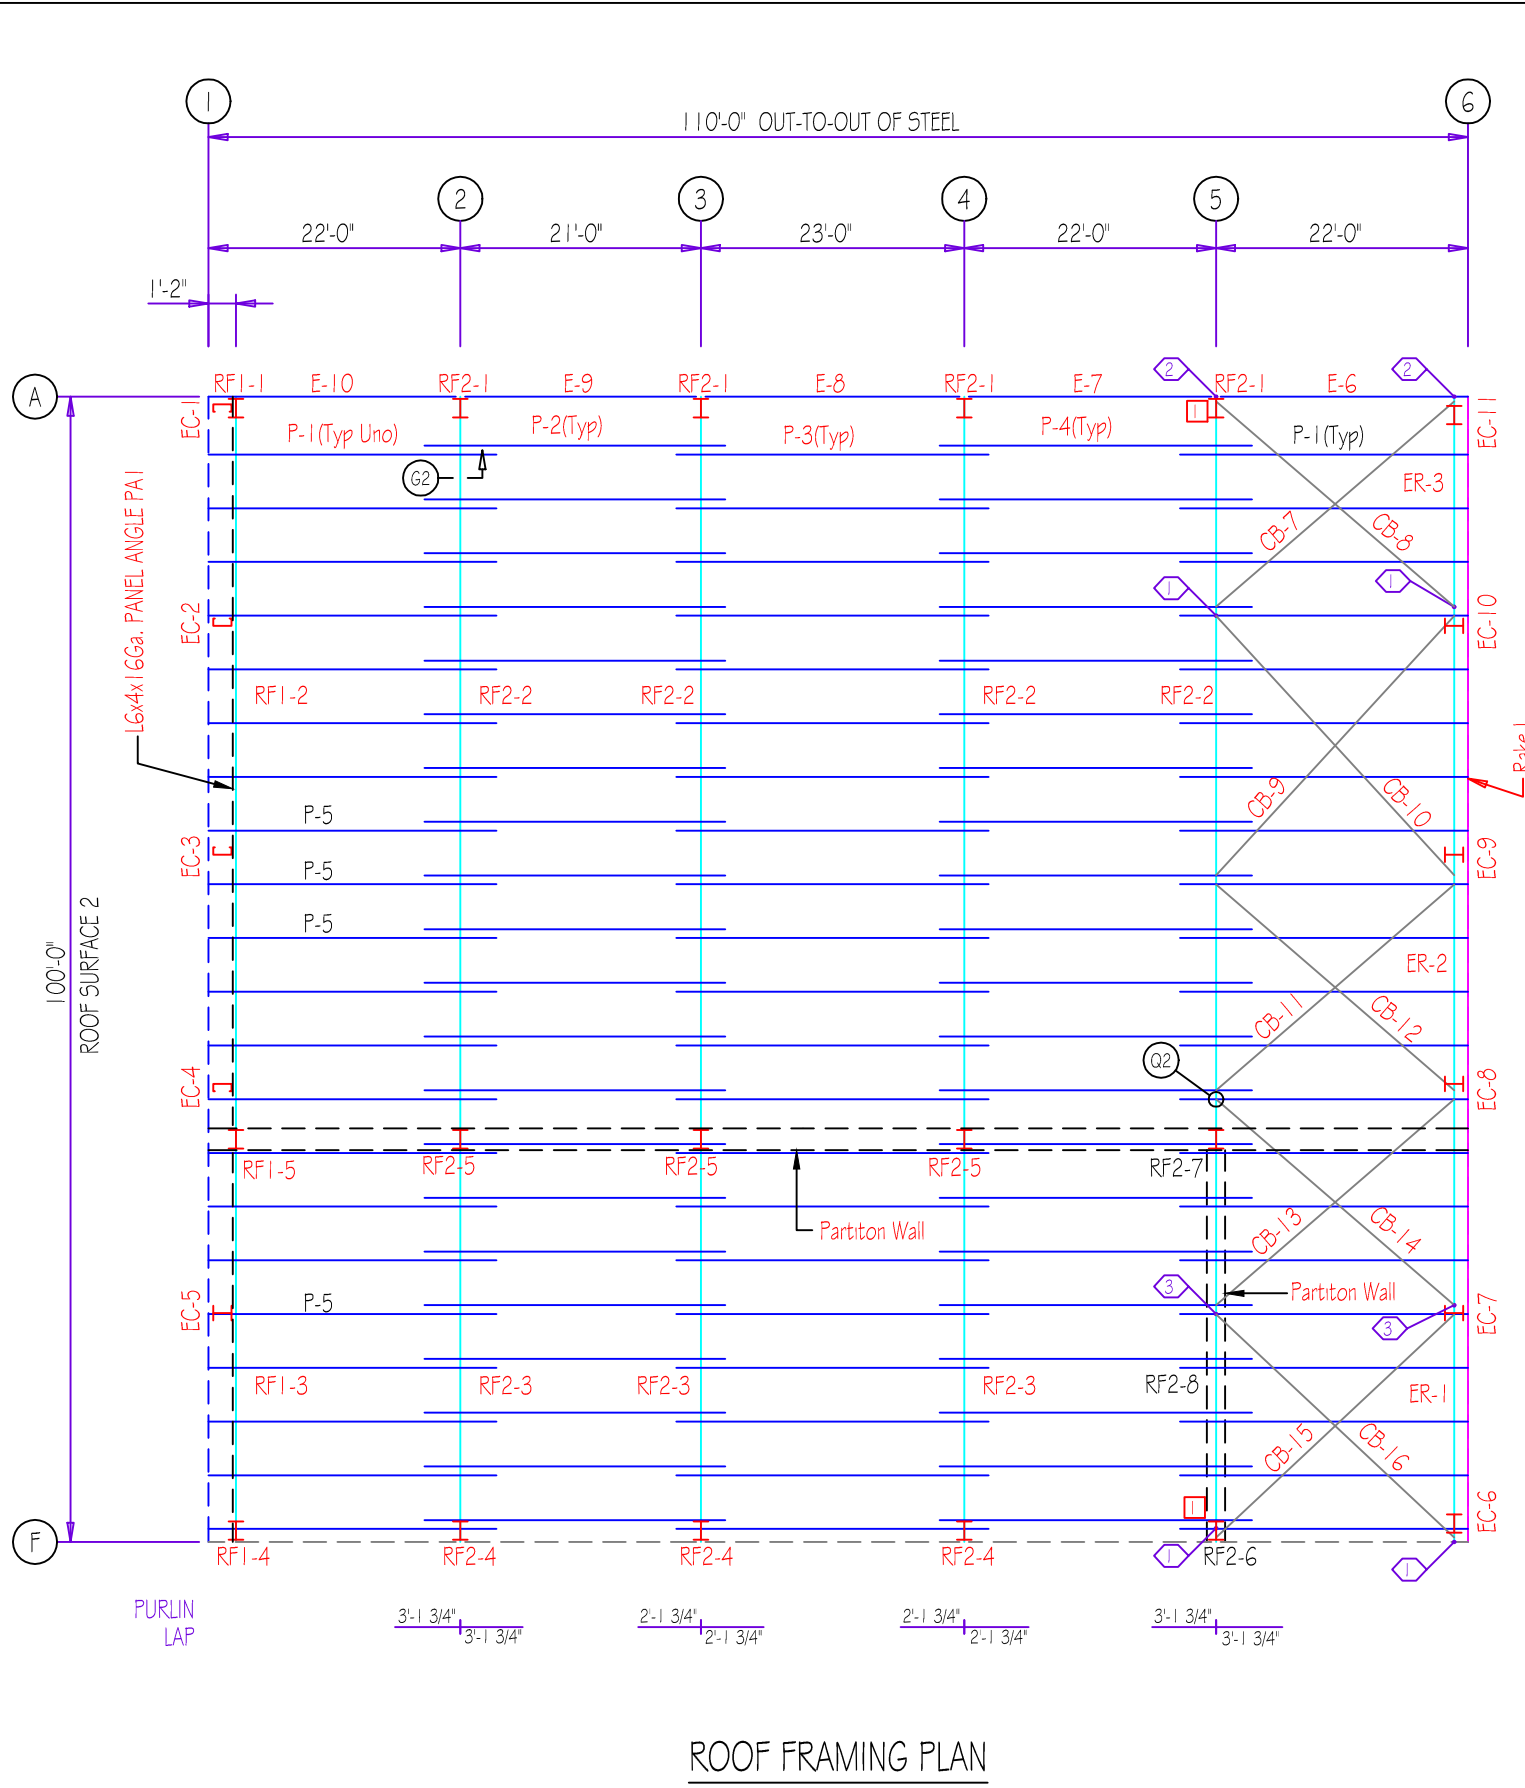 1
6
110'-0" OUT-TO-OUT OF STEEL
2
3
4
5
22'-0"
21'-0"
23'-0"
22'-0"
22'-0"
1'-2"
A
RF1-1
E-10
RF2-1
E-9
RF2-1
E-8
RF2-1
E-7
2
RF2-1
E-6
2
EC-1
P-1(Typ Uno)
P-2(Typ)
P-3(Typ)
P-4(Typ)
1
P-1(Typ)
EC-11
G2
ER-3
L6x4x16Ga. PANEL ANGLE PA1
CB-7
CB-8
1
1
EC-2
EC-10
RF1-2
RF2-2
RF2-2
RF2-2
RF2-2
Rake
CB-9
CB-10
P-5
EC-3
EC-9
P-5
P-5
100'-0"
ROOF SURFACE 2
ER-2
CB-11
CB-12
Q2
EC-4
EC-8
RF1-5
RF2-5
RF2-5
RF2-5
RF2-7
Partiton Wall
CB-13
CB-14
3
Partiton Wall
EC-5
P-5
EC-7
3
RF1-3
RF2-3
RF2-3
RF2-3
RF2-8
ER-1
CB-15
CB-16
1
EC-6
F
RF1-4
RF2-4
RF2-4
RF2-4
1
RF2-6
1
PURLIN
LAP
3'-1 3/4"
3'-1 3/4"
2'-1 3/4"
2'-1 3/4"
2'-1 3/4"
2'-1 3/4"
3'-1 3/4"
3'-1 3/4"
ROOF FRAMING PLAN